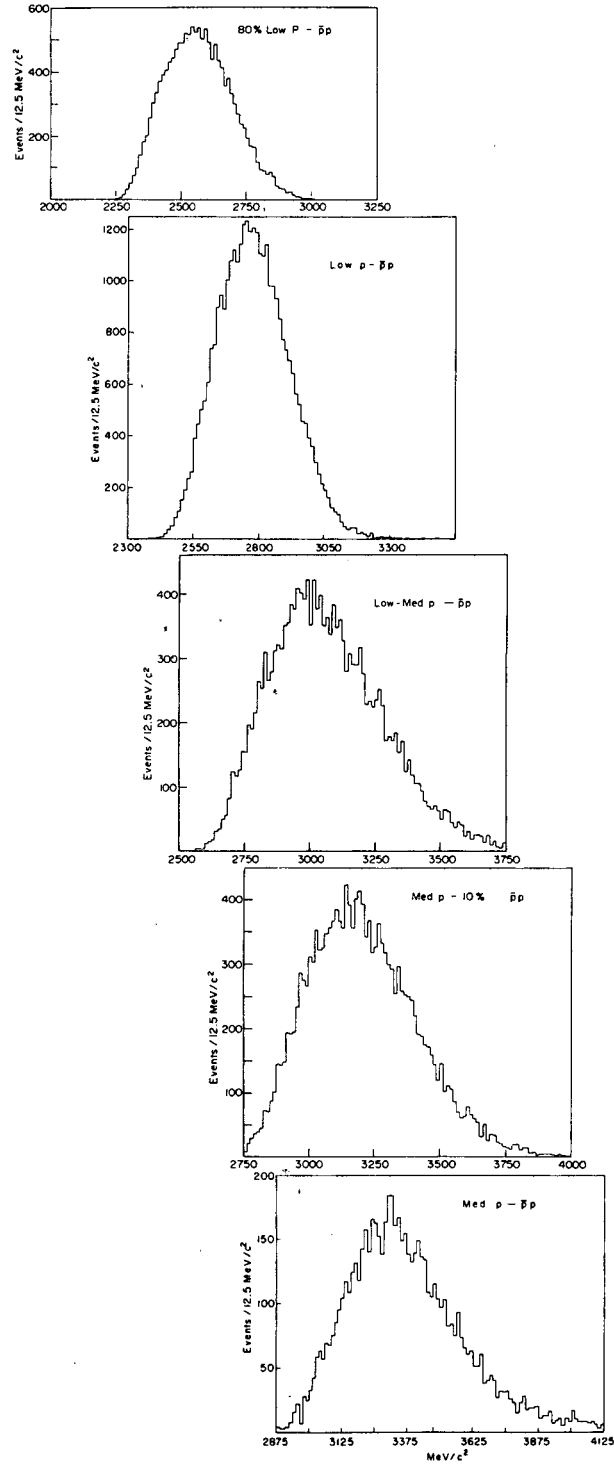 600
80% Low P - p̄p
400
200
Events/12.5 MeV/c²
2000 2250 2500 2750 3000 3250
1200
Low p - p̄p
1000
800
600
400
200
Events/12.5 MeV/c²
2300 2550 2800 3050 3300
400
Low-Med p - p̄p
300
200
100
Events/12.5 MeV/c²
2500 2750 3000 3250 3500 3750
400
Med p - 10% p̄p
300
200
100
Events/12.5 MeV/c²
2750 3000 3250 3500 3750 4000
200
Med p - p̄p
150
100
50
Events/12.5 MeV/c²
2875 3125 3375 3625 3875 4125
MeV/c²